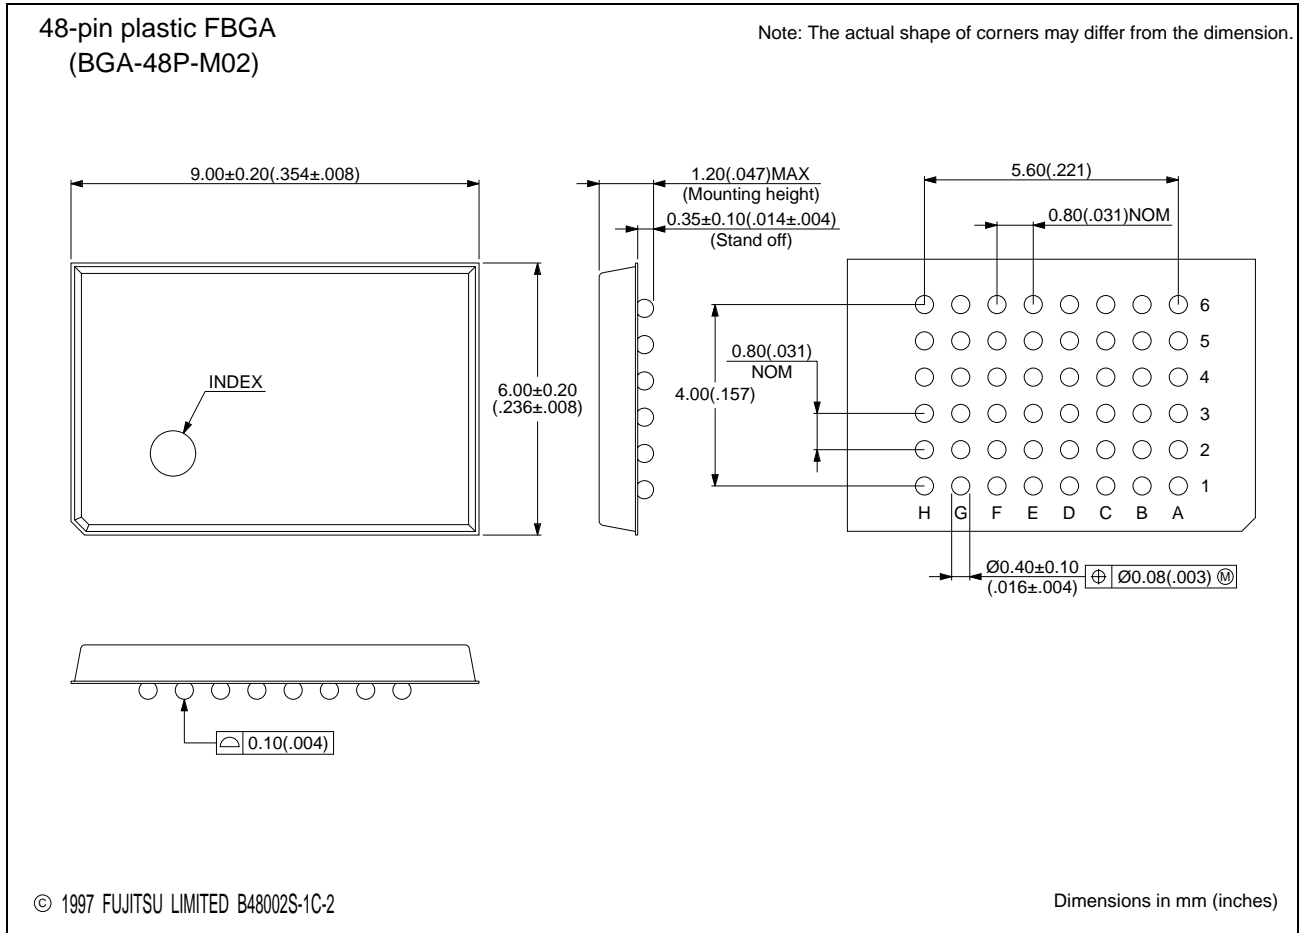 48-pin plastic FBGA
(BGA-48P-M02)
Note: The actual shape of corners may differ from the dimension.
9.00±0.20(.354±.008)
1.20(.047)MAX
(Mounting height)
0.35±0.10(.014±.004)
(Stand off)
5.60(.221)
0.80(.031)NOM
INDEX
6.00±0.20
(.236±.008)
0.80(.031)
NOM
4.00(.157)
6
5
4
3
2
1
H G F E D C B A
Ø0.40±0.10
(.016±.004)
⌖ Ø0.08(.003) Ⓜ
⌓ 0.10(.004)
© 1997 FUJITSU LIMITED B48002S-1C-2
Dimensions in mm (inches)